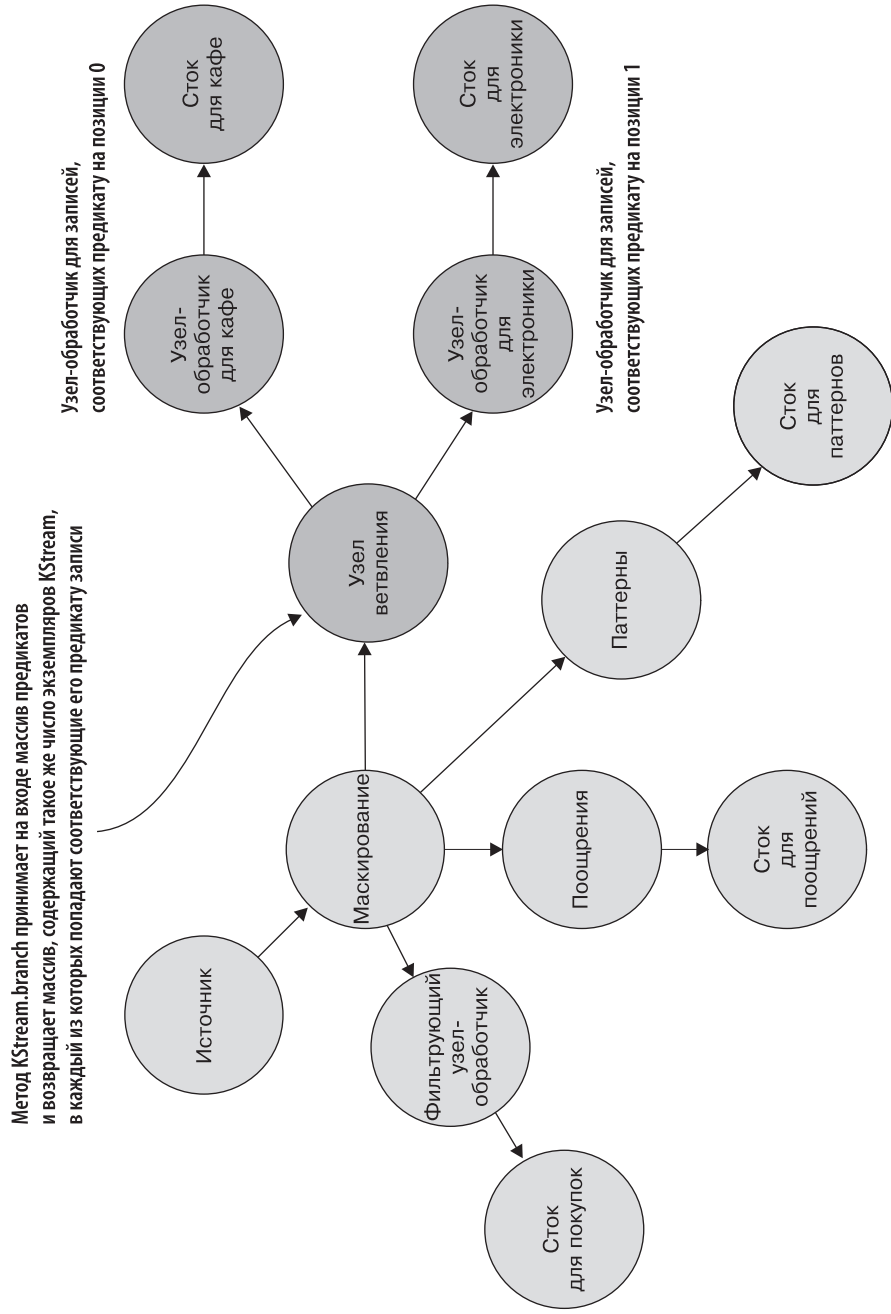 Метод KStream.branch принимает на входе массив предикатов
и возвращает массив, содержащий такое же число экземпляров KStream,
в каждый из которых попадают соответствующие его предикату записи
Узел-обработчик для записей,
соответствующих предикату на позиции 0
Источник
Узел-
обработчик
для кафе
Сток
для кафе
Маскирование
Узел
ветвления
Узел-
обработчик
для
электроники
Сток
для
электроники
Узел-обработчик для записей,
соответствующих предикату на позиции 1
Фильтрующий
узел-
обработчик
Сток
для покупок
Поощрения
Сток
для
поощрений
Паттерны
Сток
для
паттернов